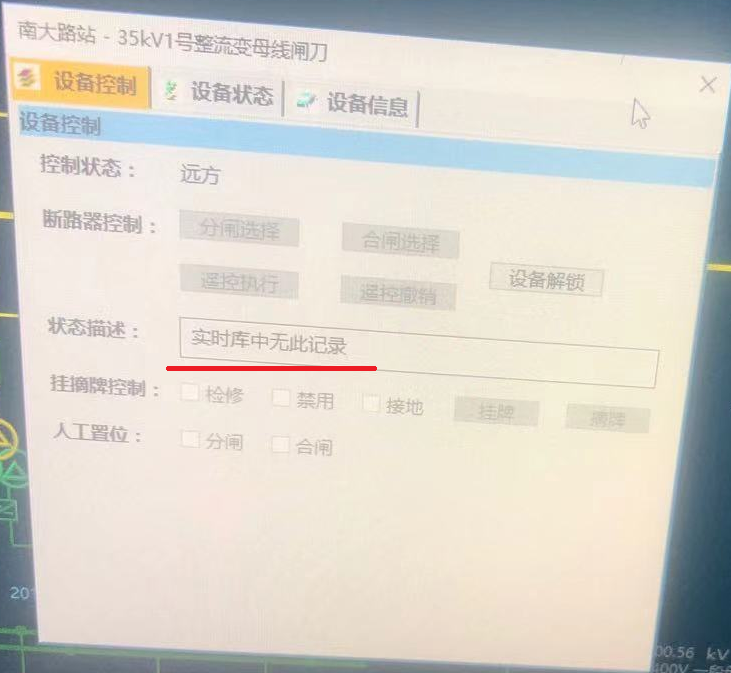 南大路站 - 35kV1号整流变母线闸刀
设备控制 设备状态 设备信息
设备控制
控制状态： 远方
断路器控制： 分闸选择 合闸选择
遥控执行 遥控撤销 设备解锁
状态描述： 实时库中无此记录
挂摘牌控制： 检修 禁用 接地 挂牌 摘牌
人工置位： 分闸 合闸
201
00.56 kV
400V